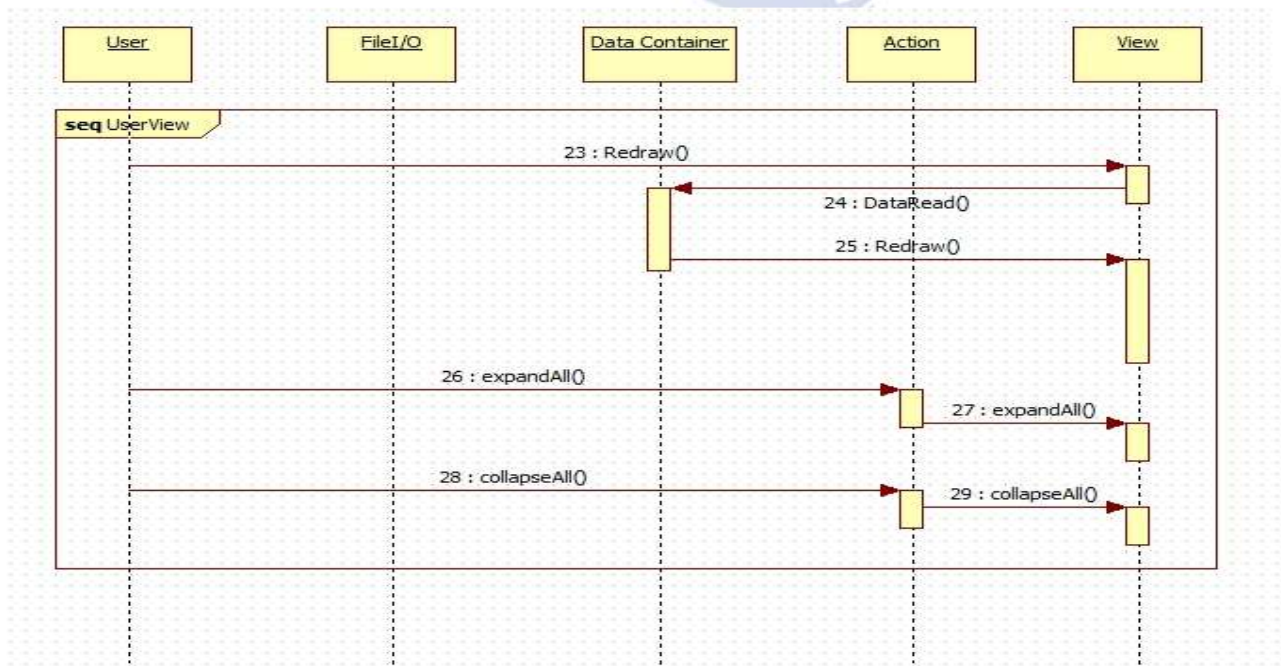 User
FileI/O
Data Container
Action
View
seq UserView
23 : Redraw()
24 : DataRead()
25 : Redraw()
26 : expandAll()
27 : expandAll()
28 : collapseAll()
29 : collapseAll()